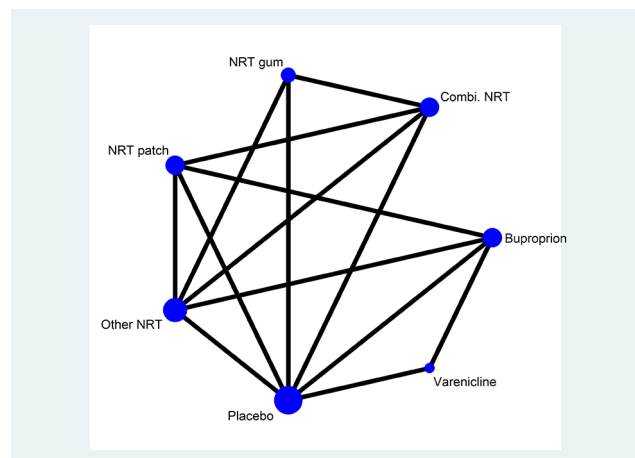 NRT gum
Combi. NRT
NRT patch
Buproprion
Other NRT
Varenicline
Placebo